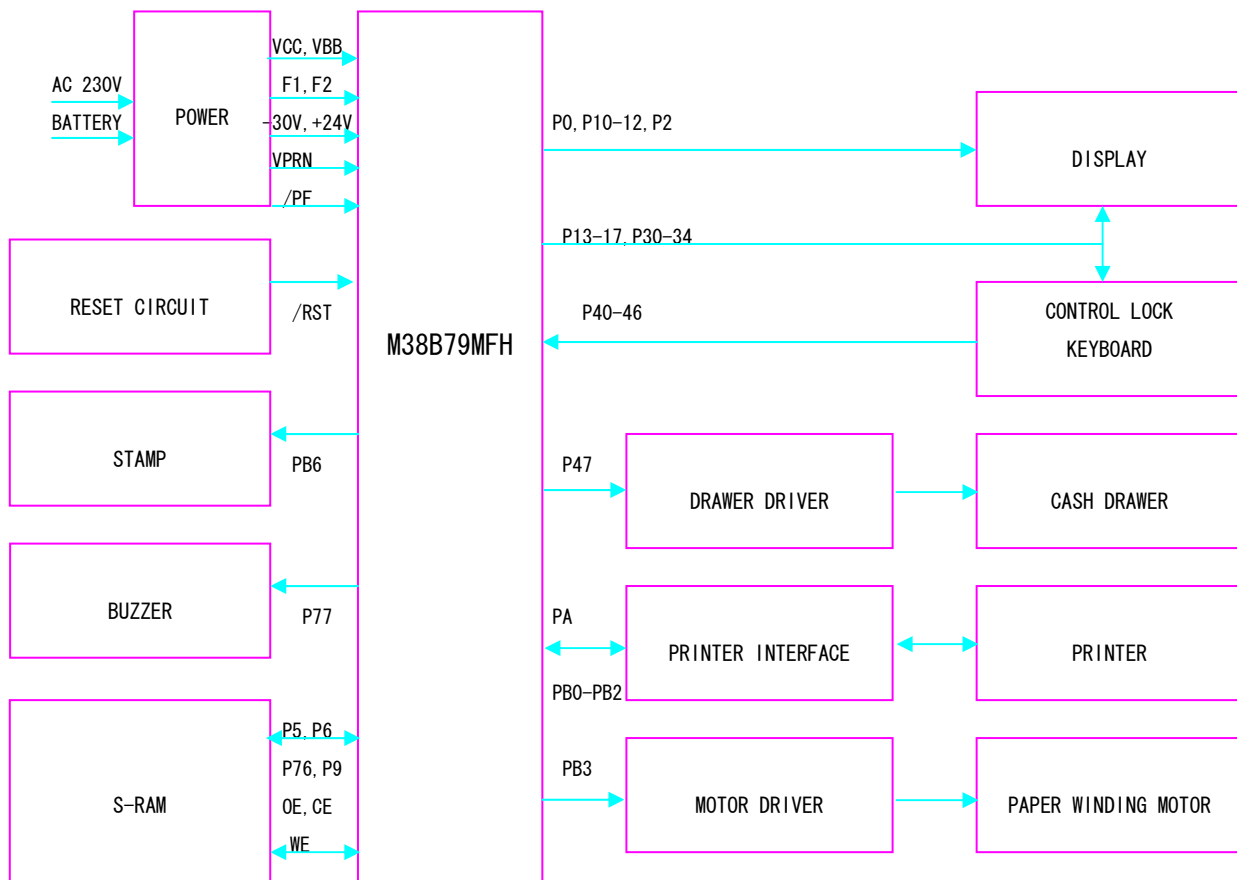 VCC, VBB
AC 230V
F1, F2
POWER
BATTERY
-30V, +24V
VPRN
/PF
P0, P10-12, P2
DISPLAY
P13-17, P30-34
RESET CIRCUIT
/RST
M38B79MFH
P40-46
CONTROL LOCK
KEYBOARD
STAMP
PB6
P47
DRAWER DRIVER
CASH DRAWER
BUZZER
P77
PA
PRINTER INTERFACE
PRINTER
PB0-PB2
P5, P6
P76, P9
S-RAM
OE, CE
WE
PB3
MOTOR DRIVER
PAPER WINDING MOTOR